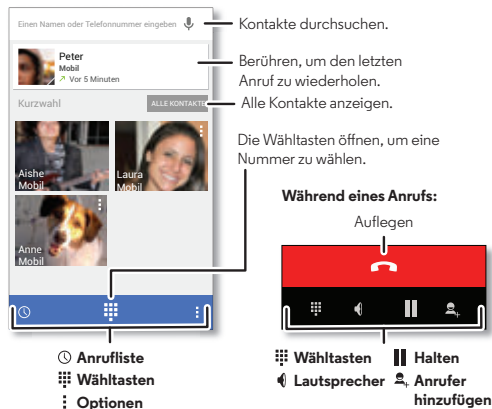 Einen Namen oder Telefonnummer eingeben
Kontakte durchsuchen.
Peter
Mobil
Vor 5 Minuten
Berühren, um den letzten
Anruf zu wiederholen.
Kurzwahl
ALLE KONTAKTE
Alle Kontakte anzeigen.
Die Wähltasten öffnen, um eine
Nummer zu wählen.
Aishe
Mobil
Laura
Mobil
Anne
Mobil
Während eines Anrufs:
Auflegen
Anrufliste
Wähltasten
Optionen
Wähltasten
Halten
Lautsprecher
Anrufer
hinzufügen